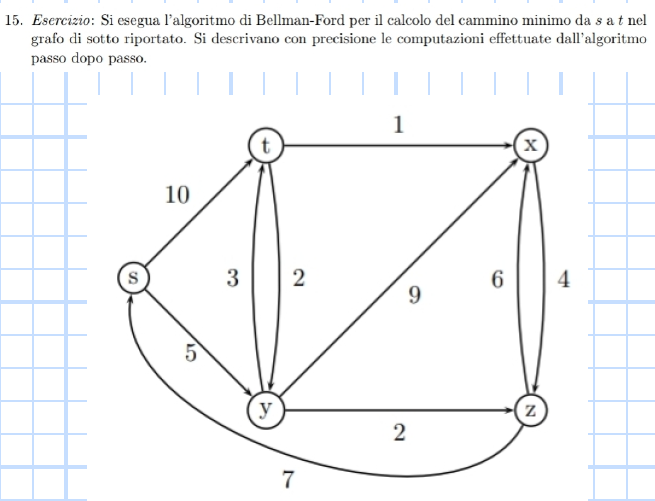 15. Esercizio: Si esegua l'algoritmo di Bellman-Ford per il calcolo del cammino minimo da s a t nel
grafo di sotto riportato. Si descrivano con precisione le computazioni effettuate dall'algoritmo
passo dopo passo.
1
t
x
10
s
3
2
9
6
4
5
y
z
2
7